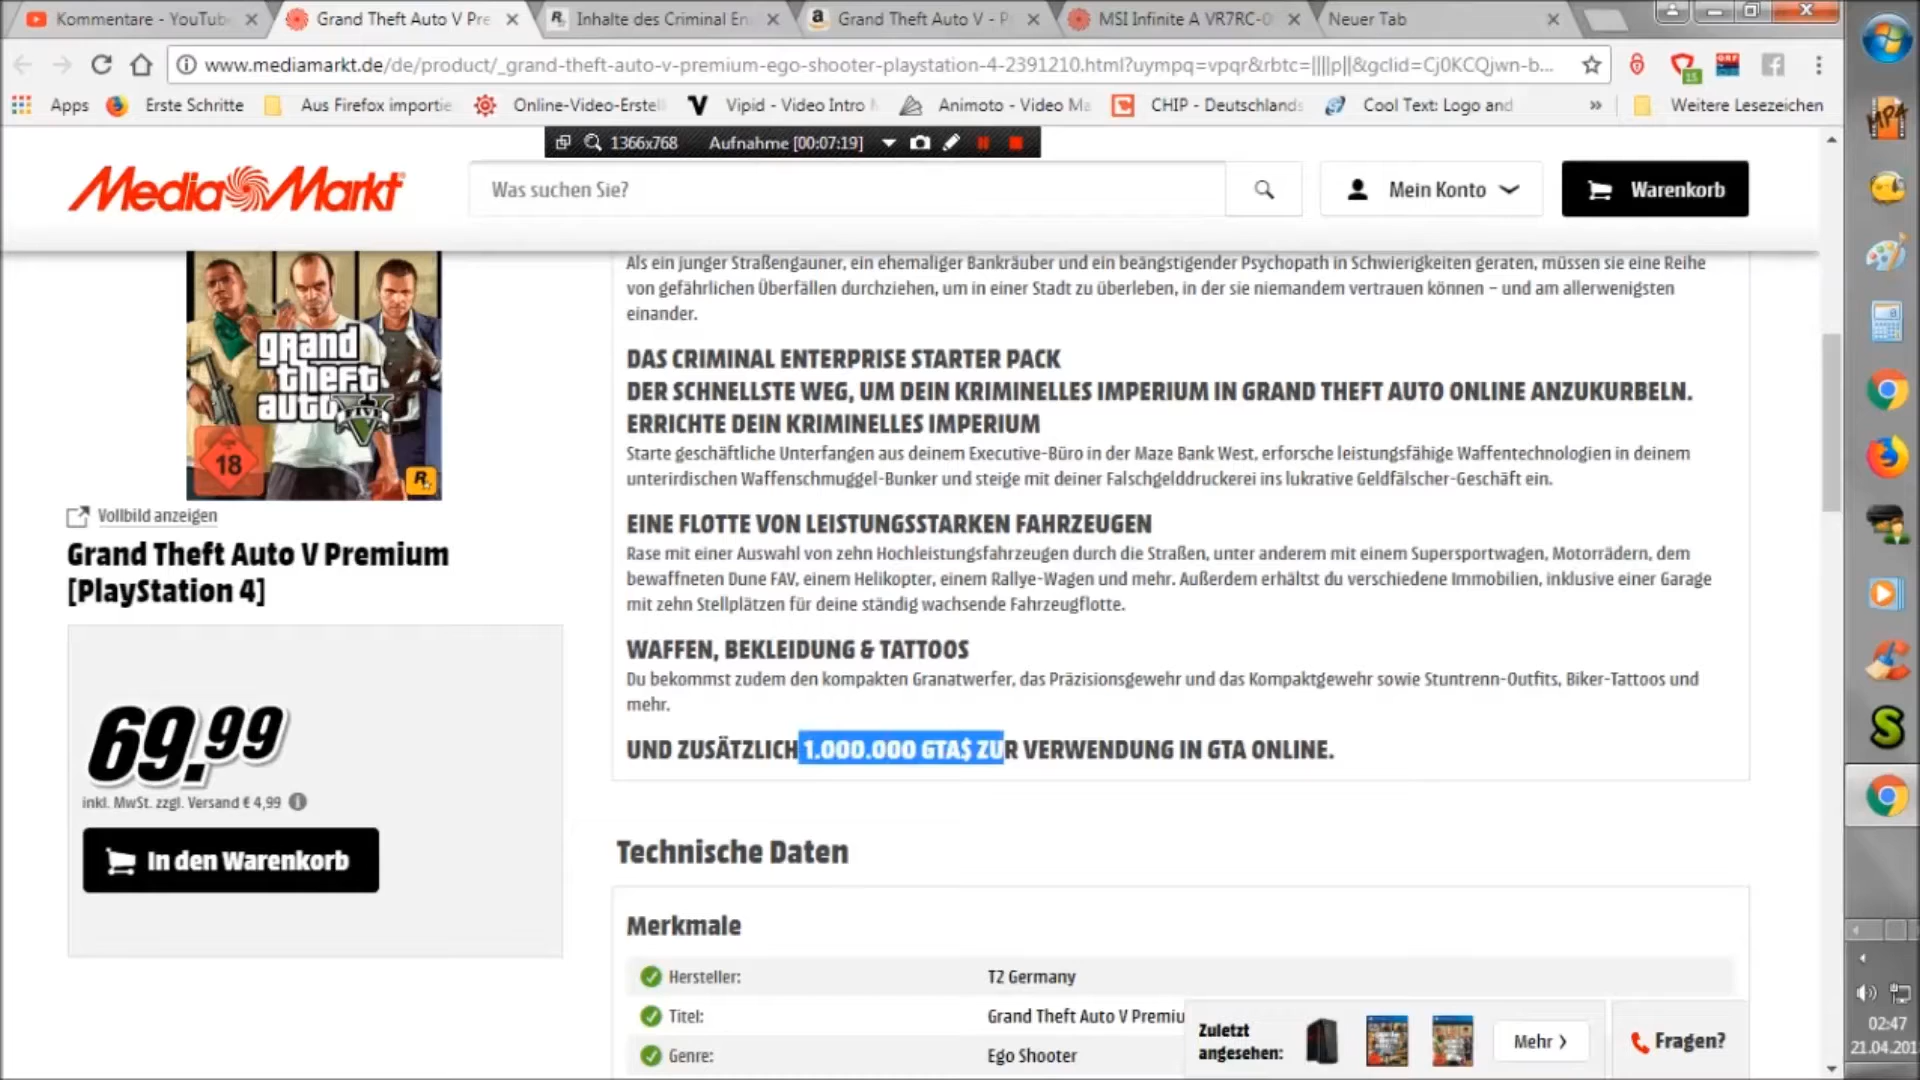 Kommentare - YouTub
Grand Theft Auto V Pre
Inhalte des Criminal En
Grand Theft Auto V - P
MSI Infinite A VR7RC-0
Neuer Tab
www.mediamarkt.de/de/product/_grand-theft-auto-v-premium-ego-shooter-playstation-4-2391210.html?uympq=vpqr&rbtc=||||p||&gclid=Cj0KCQjwn-b...
15
Apps
Erste Schritte
Aus Firefox importie
Online-Video-Erstel
Vipid - Video Intro
Animoto - Video Ma
CHIP - Deutschlands
Cool Text: Logo and
»
Weitere Lesezeichen
1366x768 Aufnahme [00:07:19]
Media Markt
Was suchen Sie?
Mein Konto
Warenkorb
Als ein junger Straßengauner, ein ehemaliger Bankräuber und ein beängstigender Psychopath in Schwierigkeiten geraten, müssen sie eine Reihe
von gefährlichen Überfällen durchziehen, um in einer Stadt zu überleben, in der sie niemandem vertrauen können – und am allerwenigsten
einander.
DAS CRIMINAL ENTERPRISE STARTER PACK
DER SCHNELLSTE WEG, UM DEIN KRIMINELLES IMPERIUM IN GRAND THEFT AUTO ONLINE ANZUKURBELN.
ERRICHTE DEIN KRIMINELLES IMPERIUM
Starte geschäftliche Unterfangen aus deinem Executive-Büro in der Maze Bank West, erforsche leistungsfähige Waffentechnologien in deinem
unterirdischen Waffenschmuggel-Bunker und steige mit deiner Falschgelddruckerei ins lukrative Geldfälscher-Geschäft ein.
EINE FLOTTE VON LEISTUNGSSTARKEN FAHRZEUGEN
Rase mit einer Auswahl von zehn Hochleistungsfahrzeugen durch die Straßen, unter anderem mit einem Supersportwagen, Motorrädern, dem
bewaffneten Dune FAV, einem Helikopter, einem Rallye-Wagen und mehr. Außerdem erhältst du verschiedene Immobilien, inklusive einer Garage
mit zehn Stellplätzen für deine ständig wachsende Fahrzeugflotte.
WAFFEN, BEKLEIDUNG & TATTOOS
Du bekommst zudem den kompakten Granatwerfer, das Präzisionsgewehr und das Kompaktgewehr sowie Stuntrenn-Outfits, Biker-Tattoos und
mehr.
UND ZUSÄTZLICH 1.000.000 GTA$ ZUR VERWENDUNG IN GTA ONLINE.
grand
theft
auto
FIVE
18
R
Vollbild anzeigen
Grand Theft Auto V Premium
[PlayStation 4]
69.99
inkl. MwSt. zzgl. Versand € 4,99
In den Warenkorb
Technische Daten
Merkmale
Hersteller: T2 Germany
Titel: Grand Theft Auto V Premiu
Genre: Ego Shooter
Zuletzt
angesehen:
Mehr
Fragen?
MP4
S
02:47
21.04.201